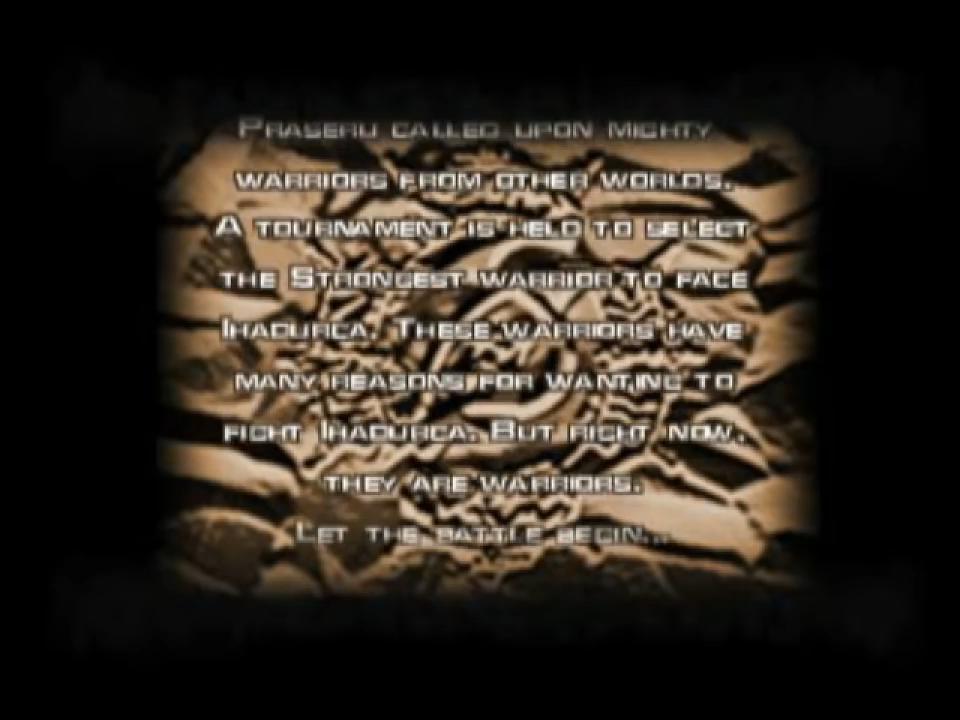 Praseru called upon mighty
warriors from other worlds.
A tournament is held to select
the Strongest warrior to face
Ihadurca. These warriors have
many reasons for wanting to
fight Ihadurca. But right now,
they are warriors.
Let the battle begin...